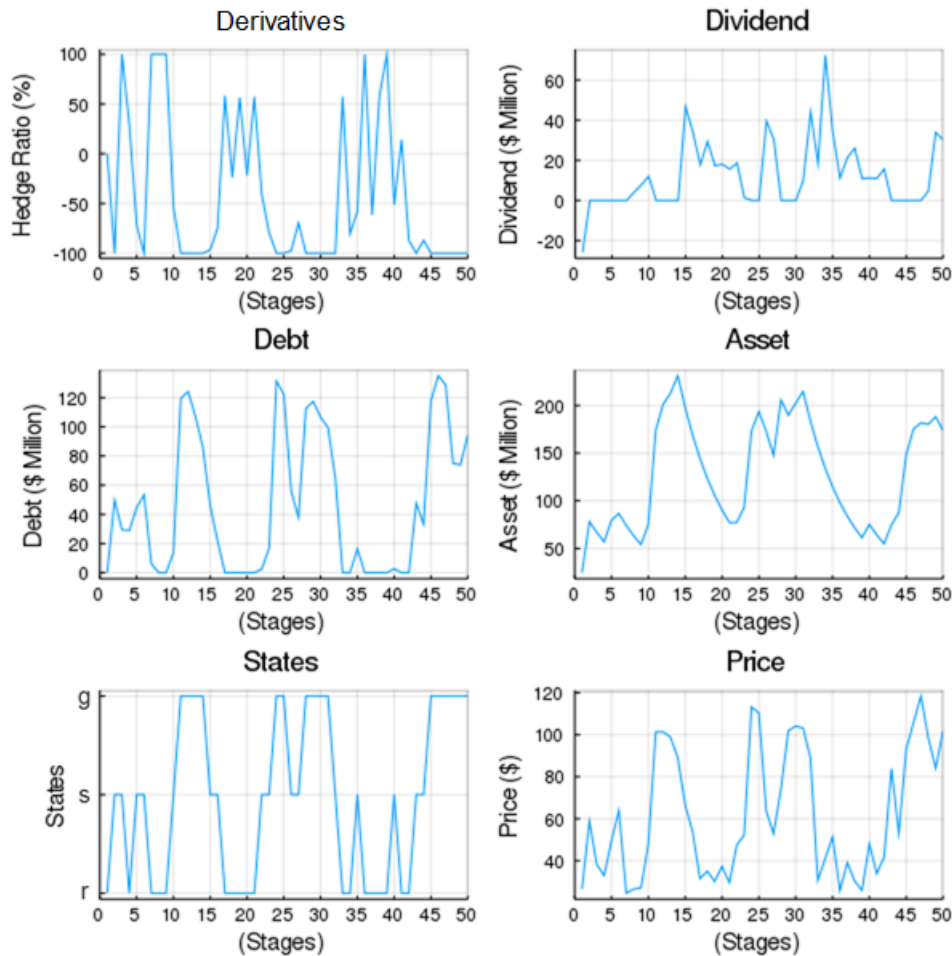 Derivatives
Hedge Ratio (%)
100
50
0
-50
-100
0 5 10 15 20 25 30 35 40 45 50
(Stages)
Dividend
Dividend ($ Million)
60
40
20
0
-20
0 5 10 15 20 25 30 35 40 45 50
(Stages)
Debt
Debt ($ Million)
120
100
80
60
40
20
0
0 5 10 15 20 25 30 35 40 45 50
(Stages)
Asset
Asset ($ Million)
200
150
100
50
0 5 10 15 20 25 30 35 40 45 50
(Stages)
States
States
g
s
r
0 5 10 15 20 25 30 35 40 45 50
(Stages)
Price
Price ($)
120
100
80
60
40
0 5 10 15 20 25 30 35 40 45 50
(Stages)